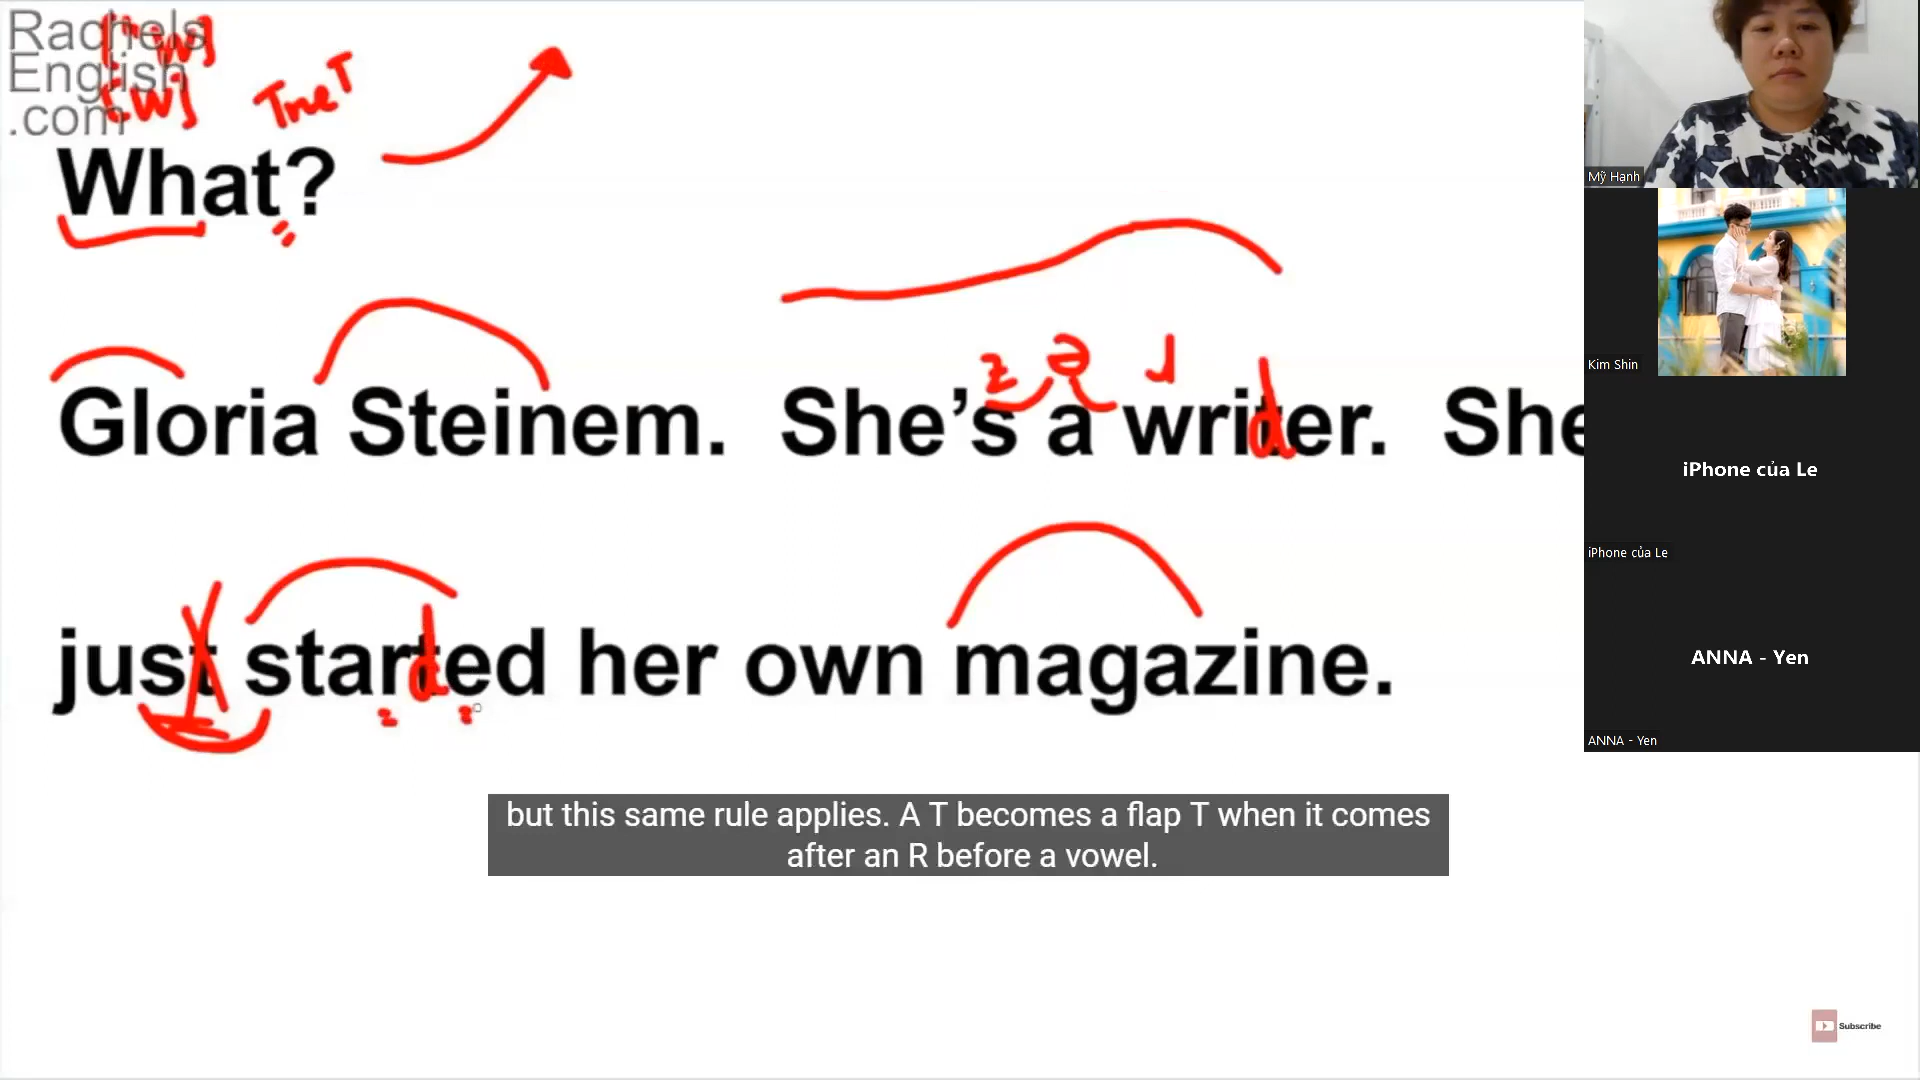 Rachel's
English
.com
[hw]
[w]
True T
What?
z ə ɹ d
Gloria Steinem.  She's a writer.  She
d
just started her own magazine.
but this same rule applies. A T becomes a flap T when it comes
after an R before a vowel.
Mỹ Hạnh
Kim Shin
iPhone của Le
iPhone của Le
ANNA - Yen
ANNA - Yen
Subscribe